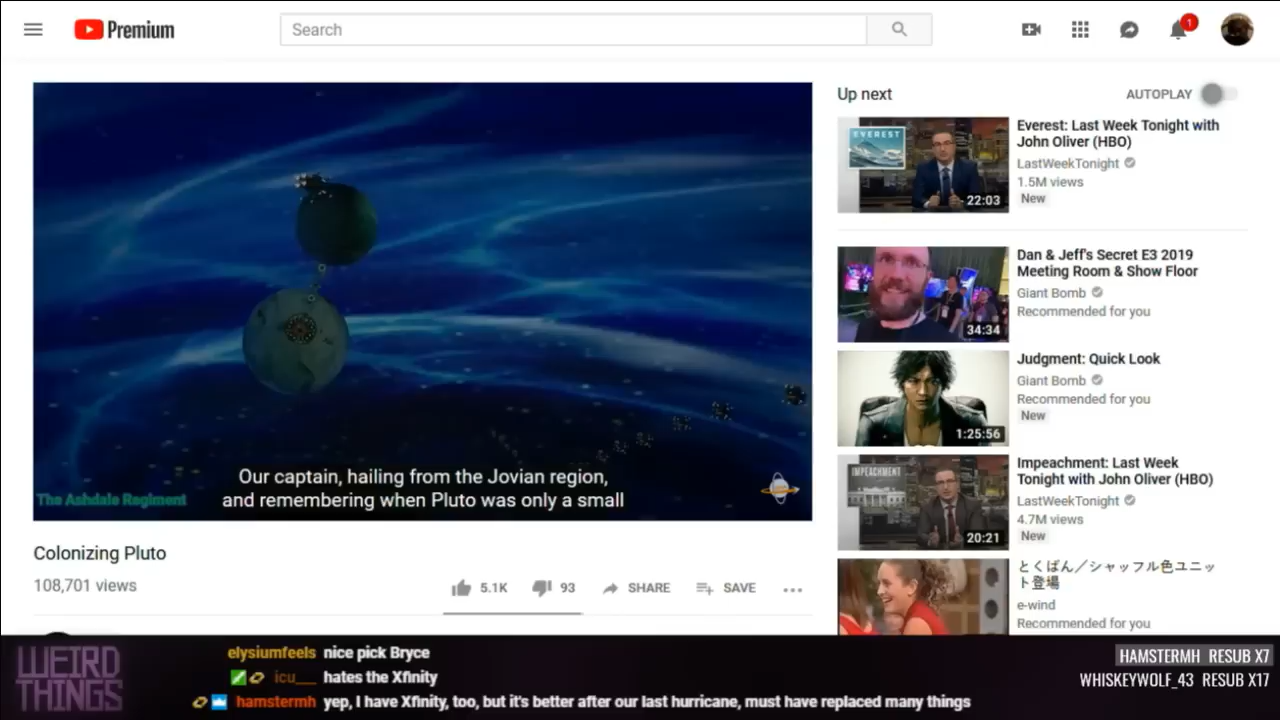 Premium
Search
1
Up next
AUTOPLAY
EVEREST
22:03
Everest: Last Week Tonight with
John Oliver (HBO)
LastWeekTonight
1.5M views
New
34:34
Dan & Jeff's Secret E3 2019
Meeting Room & Show Floor
Giant Bomb
Recommended for you
1:25:56
Judgment: Quick Look
Giant Bomb
Recommended for you
New
IMPEACHMENT
20:21
Impeachment: Last Week
Tonight with John Oliver (HBO)
LastWeekTonight
4.7M views
New
とくばん／シャッフル色ユニッ
ト登場
e-wind
Recommended for you
Our captain, hailing from the Jovian region,
and remembering when Pluto was only a small
The Ashdale Regiment
Colonizing Pluto
108,701 views
5.1K
93
SHARE
SAVE
WEIRD
THINGS
elysiumfeels nice pick Bryce
icu___ hates the Xfinity
hamstermh yep, I have Xfinity, too, but it's better after our last hurricane, must have replaced many things
HAMSTERMH RESUB X7
WHISKEYWOLF_43 RESUB X17